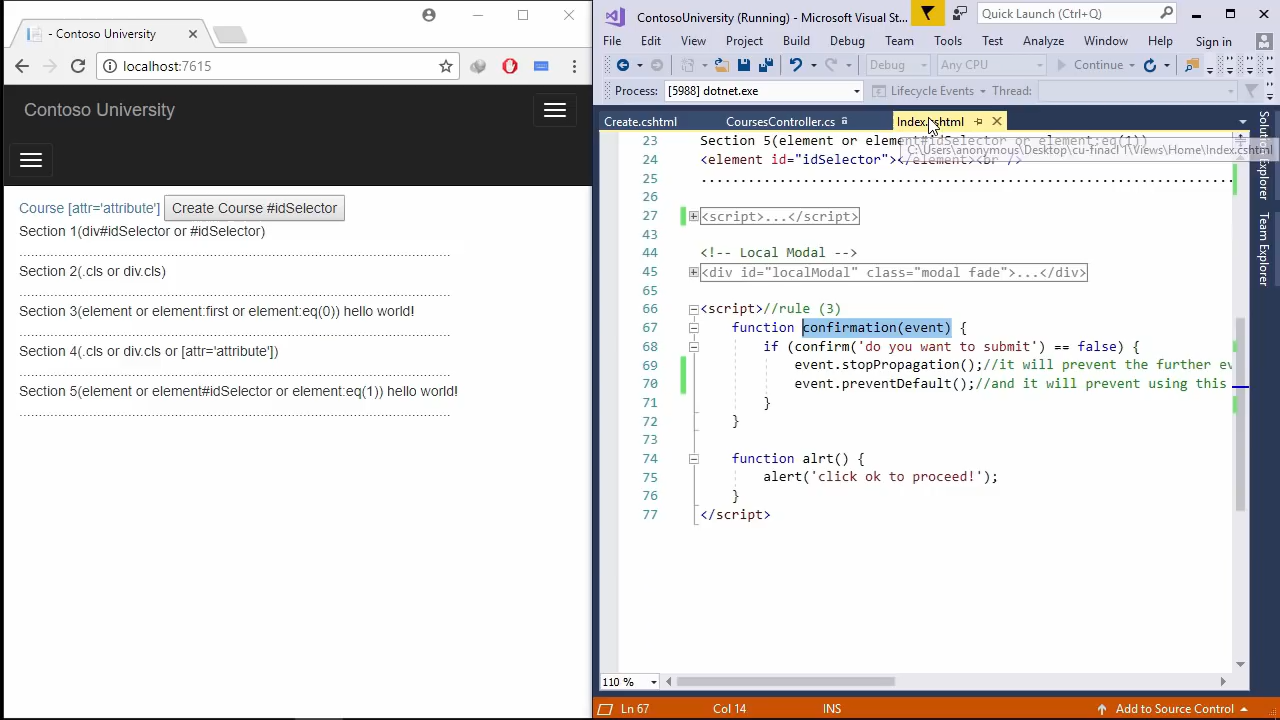 - Contoso University
localhost:7615
Contoso University
Course [attr='attribute'] Create Course #idSelector
Section 1(div#idSelector or #idSelector)
Section 2(.cls or div.cls)
Section 3(element or element:first or element:eq(0)) hello world!
Section 4(.cls or div.cls or [attr='attribute'])
Section 5(element or element#idSelector or element:eq(1)) hello world!
ContosoUniversity (Running) - Microsoft Visual St...
Quick Launch (Ctrl+Q)
File Edit View Project Build Debug Team Tools Test Analyze Window Help Sign in
Debug Any CPU Continue
Process: [5988] dotnet.exe Lifecycle Events Thread:
Create.cshtml CoursesController.cs Index.cshtml
C:\Users\anonymous\Desktop\cu-finacl 1\Views\Home\Index.cshtml
23 Section 5(element or element#idSelector or element:eq(1))
24 <element id="idSelector"></element><br />
25 ....................................................................
26
27 <script>...</script>
43
44 <!-- Local Modal -->
45 <div id="localModal" class="modal fade">...</div>
65
66 <script>//rule (3)
67 function confirmation(event) {
68 if (confirm('do you want to submit') == false) {
69 event.stopPropagation();//it will prevent the further ev
70 event.preventDefault();//and it will prevent using this
71 }
72 }
73
74 function alrt() {
75 alert('click ok to proceed!');
76 }
77 </script>
Solution Explorer
Team Explorer
110 %
Ln 67 Col 14 INS Add to Source Control